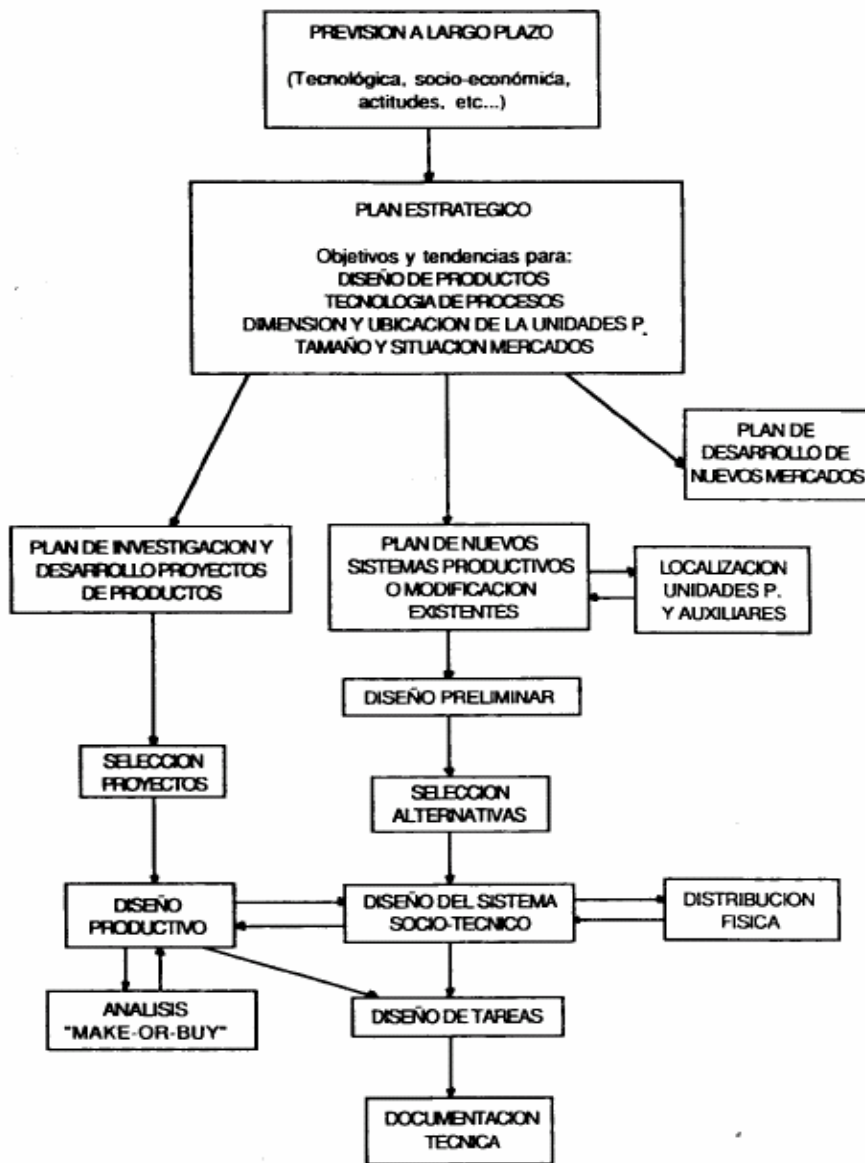 PREVISION A LARGO PLAZO
(Tecnológica, socio-económica,
actitudes, etc...)
PLAN ESTRATEGICO
Objetivos y tendencias para:
DISEÑO DE PRODUCTOS
TECNOLOGIA DE PROCESOS
DIMENSION Y UBICACION DE LA UNIDADES P.
TAMAÑO Y SITUACION MERCADOS
PLAN DE
DESARROLLO DE
NUEVOS MERCADOS
PLAN DE INVESTIGACION Y
DESARROLLO PROYECTOS
DE PRODUCTOS
PLAN DE NUEVOS
SISTEMAS PRODUCTIVOS
O MODIFICACION
EXISTENTES
LOCALIZACION
UNIDADES P.
Y AUXILIARES
DISEÑO PRELIMINAR
SELECCION
PROYECTOS
SELECCION
ALTERNATIVAS
DISEÑO
PRODUCTIVO
DISEÑO DEL SISTEMA
SOCIO-TECNICO
DISTRIBUCION
FISICA
ANALISIS
"MAKE-OR-BUY"
DISEÑO DE TAREAS
DOCUMENTACION
TECNICA